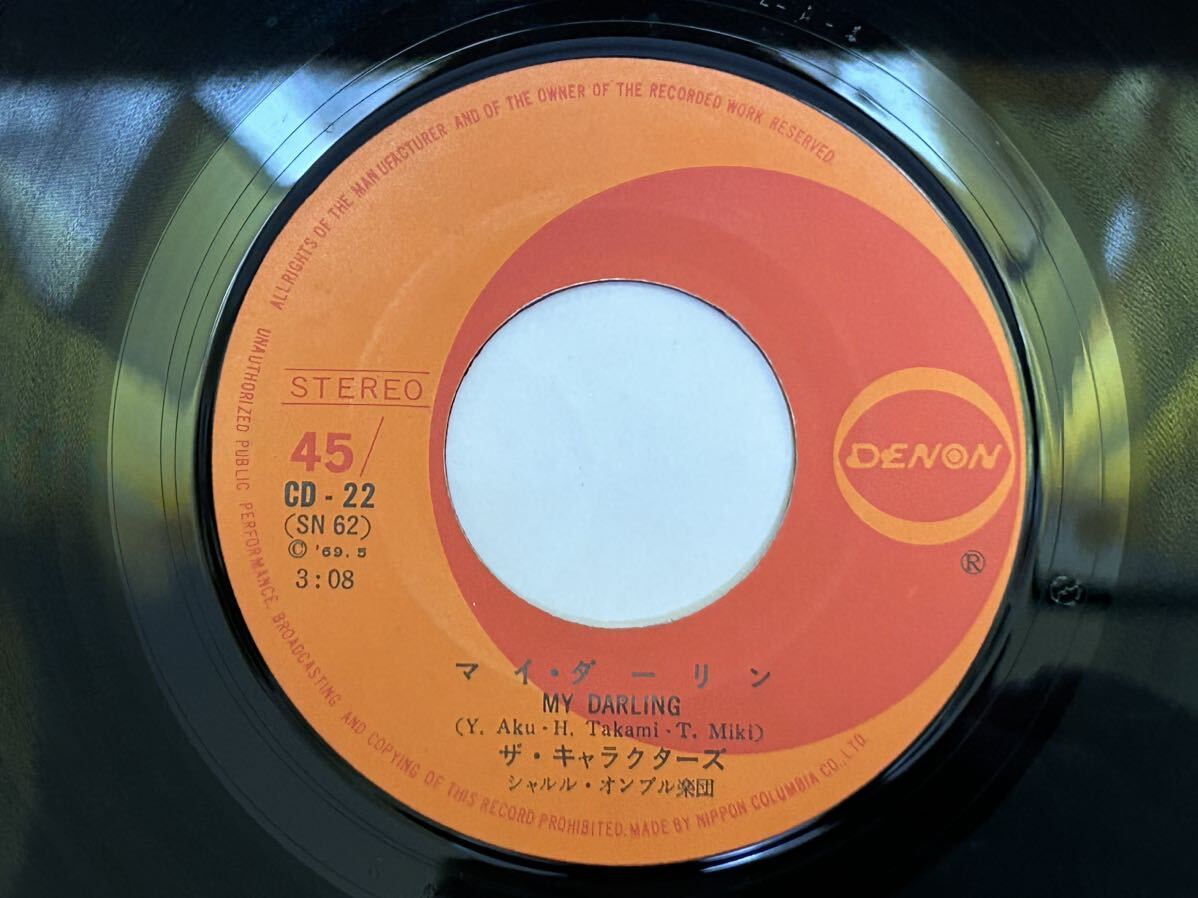 ALL RIGHTS OF THE MANUFACTURER AND OF THE OWNER OF THE RECORDED WORK RESERVED.
UNAUTHORIZED PUBLIC PERFORMANCE, BROADCASTING AND COPYING OF THIS RECORD PROHIBITED. MADE BY NIPPON COLUMBIA CO., LTD.
STEREO
45/
CD - 22
(SN 62)
© '69.5
3:08
DENON
®
マイ・ダーリン
MY DARLING
(Y. Aku - H. Takami - T. Miki)
ザ・キャラクターズ
シャルル・オンブル楽団